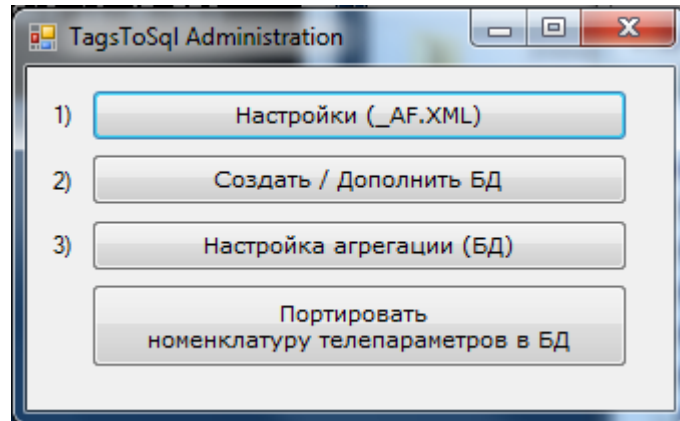 TagsToSql Administration
1) Настройки (_AF.XML)
2) Создать / Дополнить БД
3) Настройка агрегации (БД)
Портировать
номенклатуру телепараметров в БД